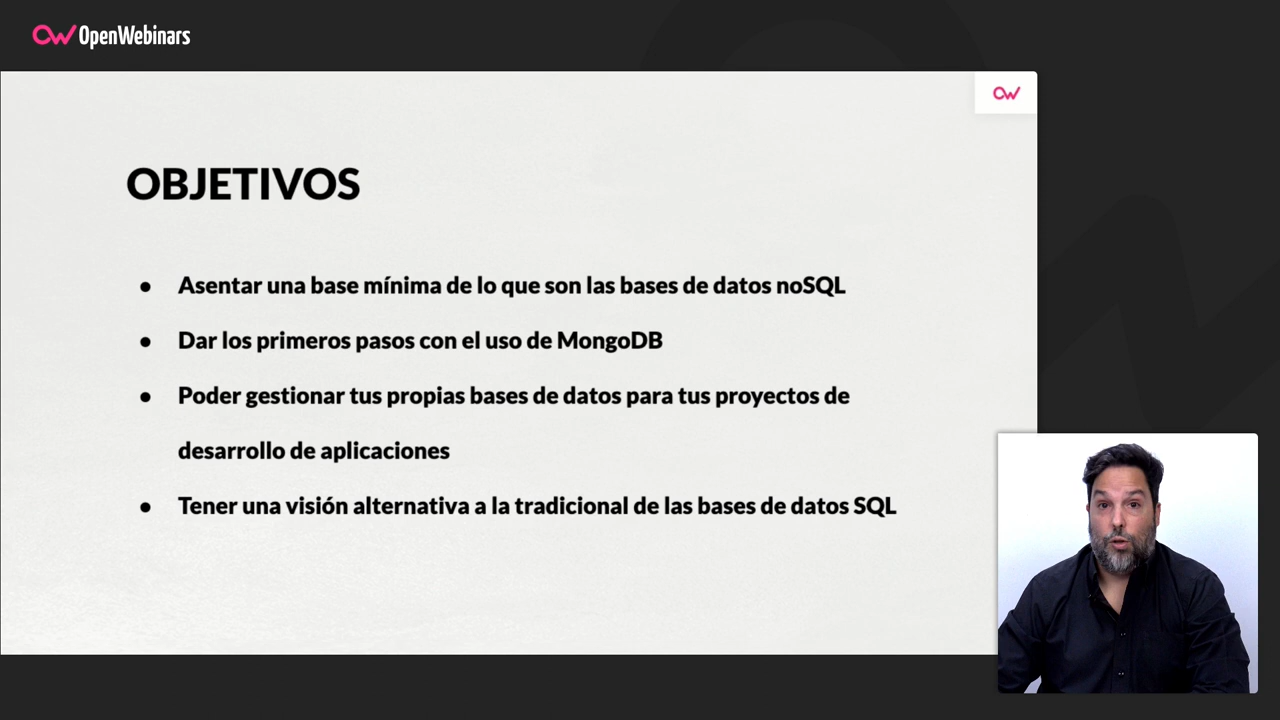 OpenWebinars
OBJETIVOS
● Asentar una base mínima de lo que son las bases de datos noSQL
● Dar los primeros pasos con el uso de MongoDB
● Poder gestionar tus propias bases de datos para tus proyectos de
desarrollo de aplicaciones
● Tener una visión alternativa a la tradicional de las bases de datos SQL